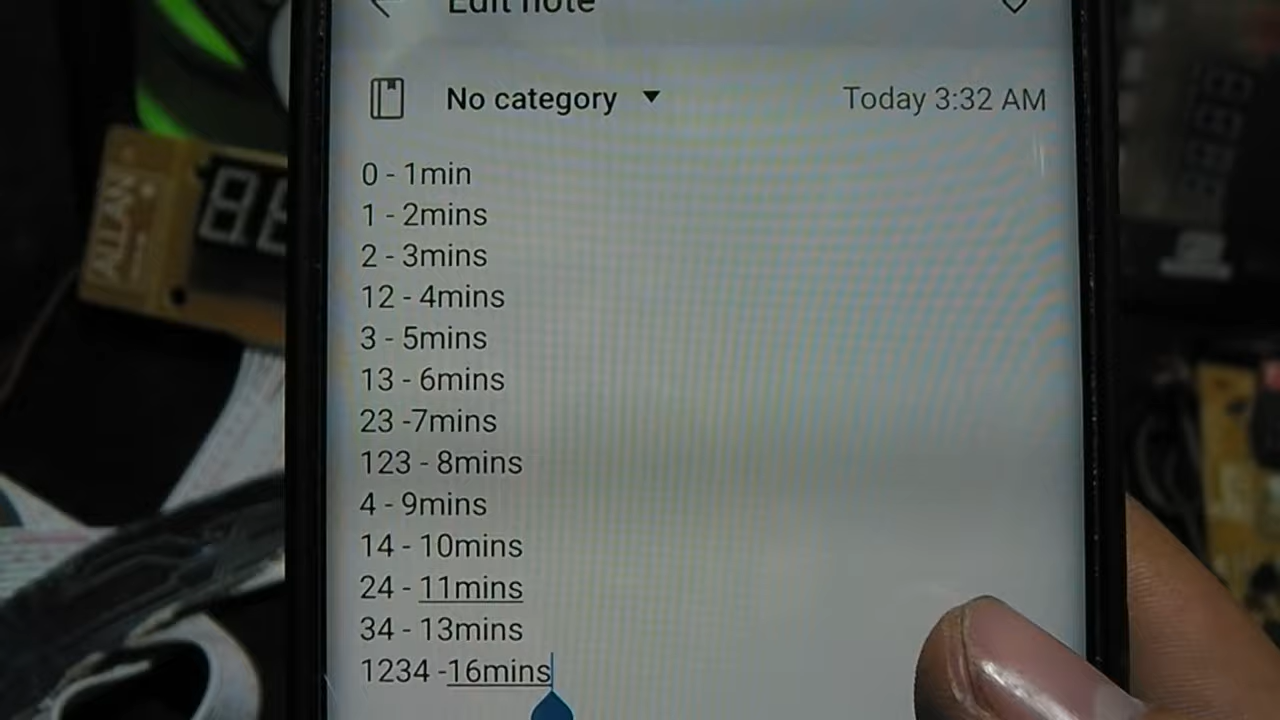 Edit note
No category
Today 3:32 AM
0 - 1min
1 - 2mins
2 - 3mins
12 - 4mins
3 - 5mins
13 - 6mins
23 -7mins
123 - 8mins
4 - 9mins
14 - 10mins
24 - 11mins
34 - 13mins
1234 -16mins
ALLAN